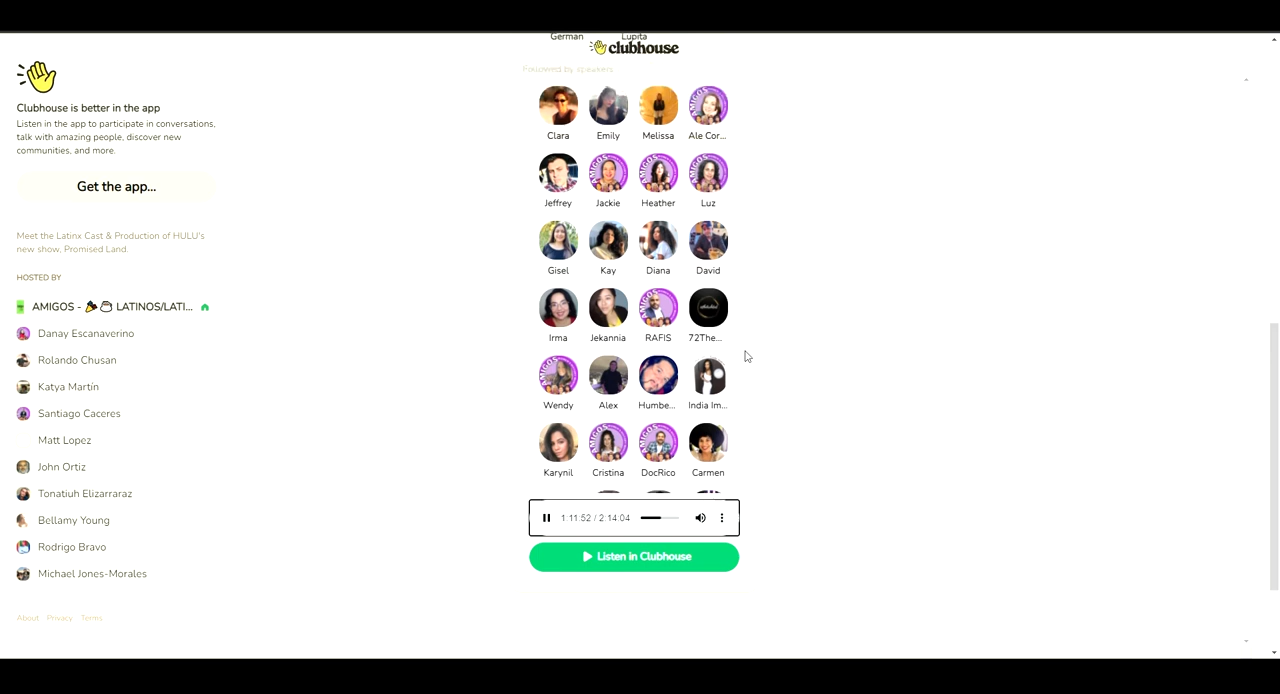 German Lupita
clubhouse
Followed by speakers
Clubhouse is better in the app
Listen in the app to participate in conversations,
talk with amazing people, discover new
communities, and more.
Get the app...
Meet the Latinx Cast & Production of HULU's
new show, Promised Land.
HOSTED BY
AMIGOS - LATINOS/LATI...
Danay Escanaverino
Rolando Chusan
Katya Martín
Santiago Caceres
Matt Lopez
John Ortiz
Tonatiuh Elizarraraz
Bellamy Young
Rodrigo Bravo
Michael Jones-Morales
About Privacy Terms
Clara Emily Melissa Ale Cor...
Jeffrey Jackie Heather Luz
Gisel Kay Diana David
Irma Jekannia RAFIS 72The...
Wendy Alex Humbe... India Im...
Karynil Cristina DocRico Carmen
1:11:52 / 2:14:04
Listen in Clubhouse